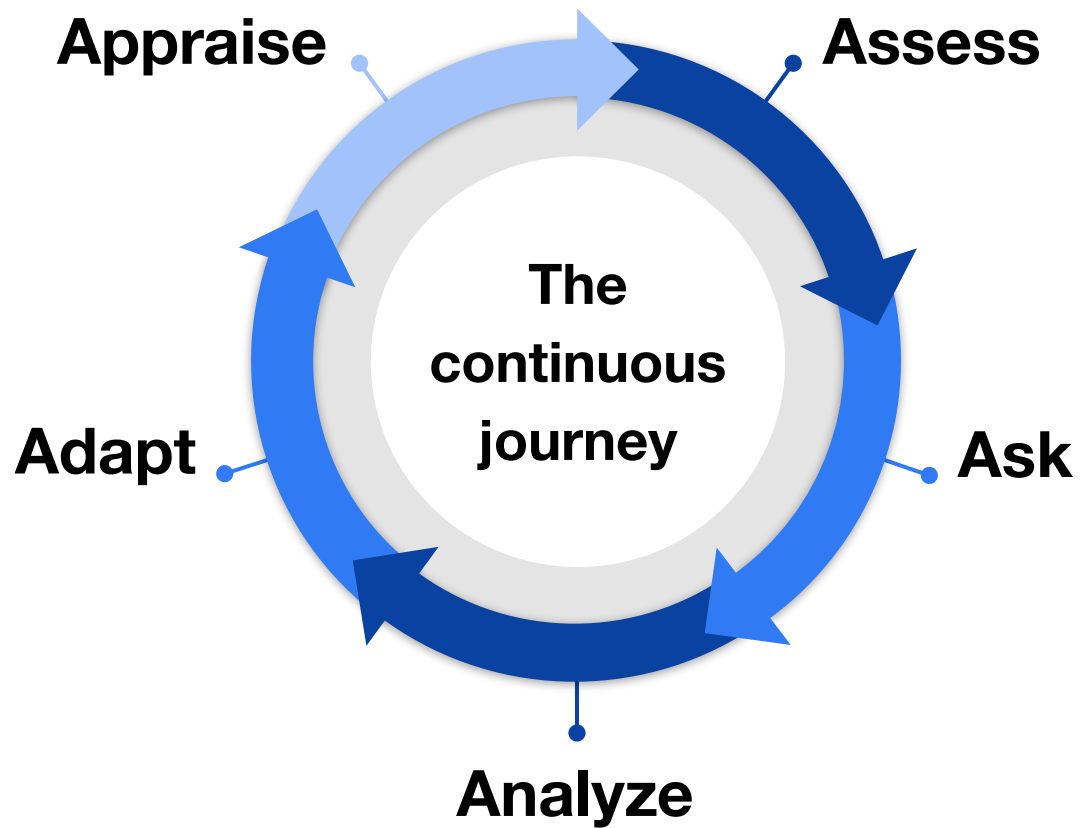 Appraise
Assess
The
continuous
journey
Adapt
Ask
Analyze